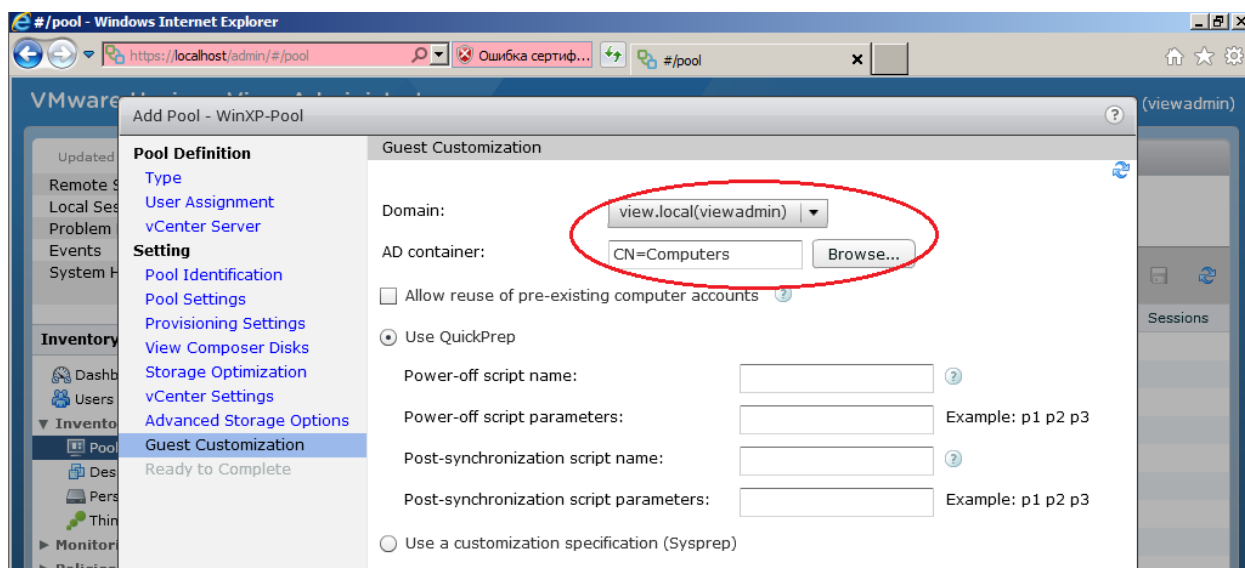 #/pool - Windows Internet Explorer
https://localhost/admin/#/pool
Ошибка сертиф...
#/pool
VMware
(viewadmin)
Add Pool - WinXP-Pool
Updated
Remote S
Local Ses
Problem
Events
System H
Inventory
Dashb
Users
Invento
Pool
Des
Pers
Thin
Monitori
Pool Definition
Type
User Assignment
vCenter Server
Setting
Pool Identification
Pool Settings
Provisioning Settings
View Composer Disks
Storage Optimization
vCenter Settings
Advanced Storage Options
Guest Customization
Ready to Complete
Guest Customization
Domain: view.local(viewadmin)
AD container: CN=Computers Browse...
Allow reuse of pre-existing computer accounts ?
Use QuickPrep
Power-off script name: ?
Power-off script parameters: Example: p1 p2 p3
Post-synchronization script name: ?
Post-synchronization script parameters: Example: p1 p2 p3
Use a customization specification (Sysprep)
Sessions